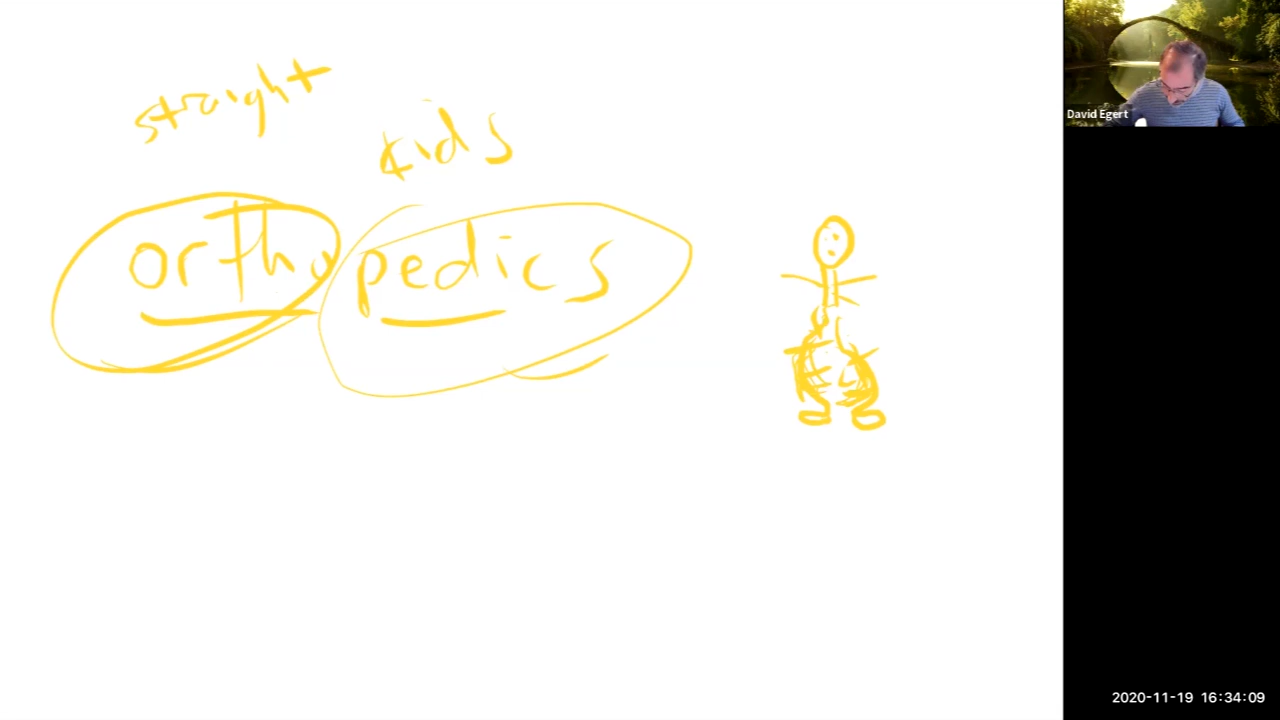 straight
kids
orthopedics
David Egert
2020-11-19 16:34:09